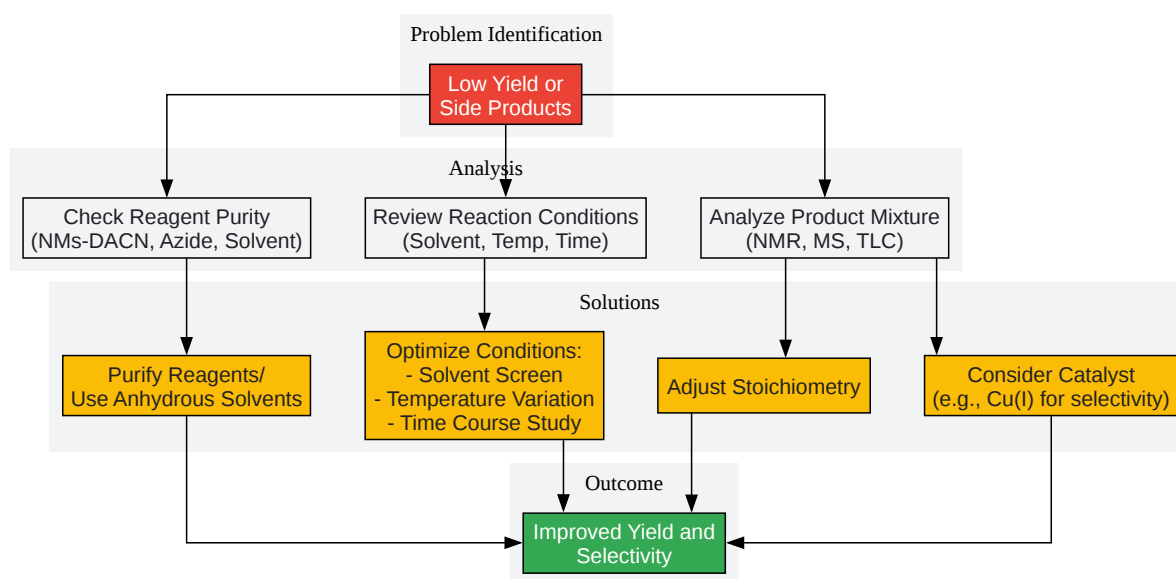 Problem Identification
Low Yield or
Side Products
Analysis
Check Reagent Purity
(NMs-DACN, Azide, Solvent)
Review Reaction Conditions
(Solvent, Temp, Time)
Analyze Product Mixture
(NMR, MS, TLC)
Solutions
Purify Reagents/
Use Anhydrous Solvents
Optimize Conditions:
- Solvent Screen
- Temperature Variation
- Time Course Study
Adjust Stoichiometry
Consider Catalyst
(e.g., Cu(I) for selectivity)
Outcome
Improved Yield and
Selectivity